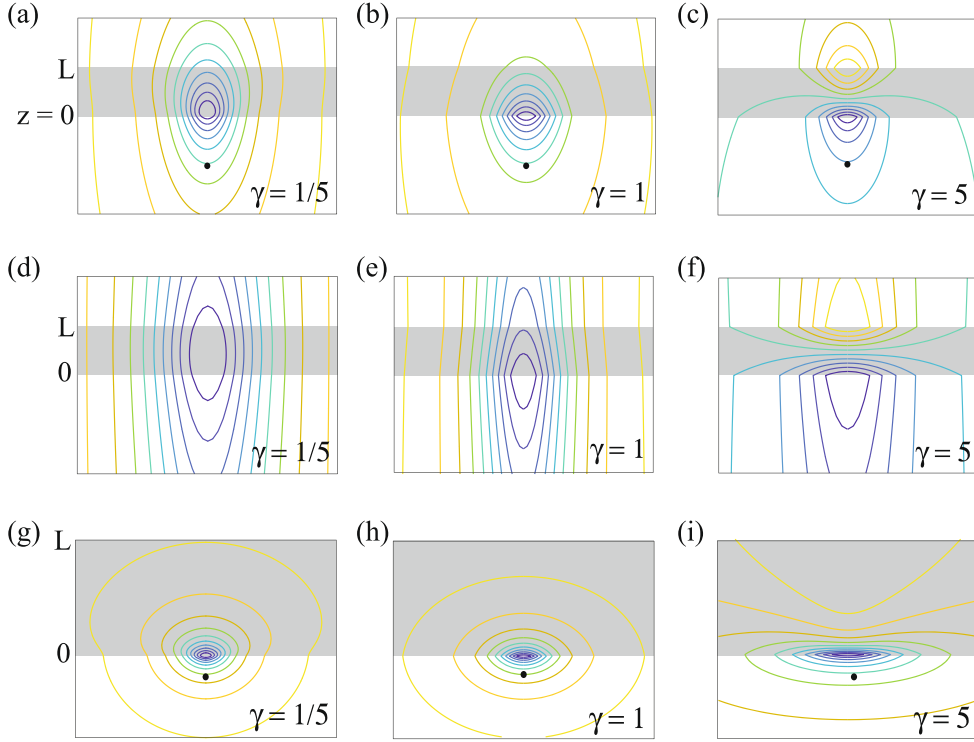 (a) (b) (c)
L
z = 0
γ = 1/5 γ = 1 γ = 5
(d) (e) (f)
L
0
γ = 1/5 γ = 1 γ = 5
(g) (h) (i)
L
0
γ = 1/5 γ = 1 γ = 5